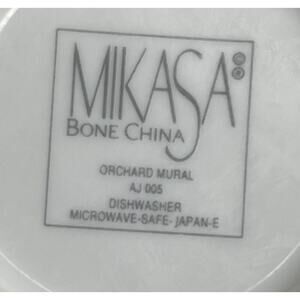 MIKASA
BONE CHINA
ORCHARD MURAL
AJ 005
DISHWASHER
MICROWAVE-SAFE-JAPAN-E